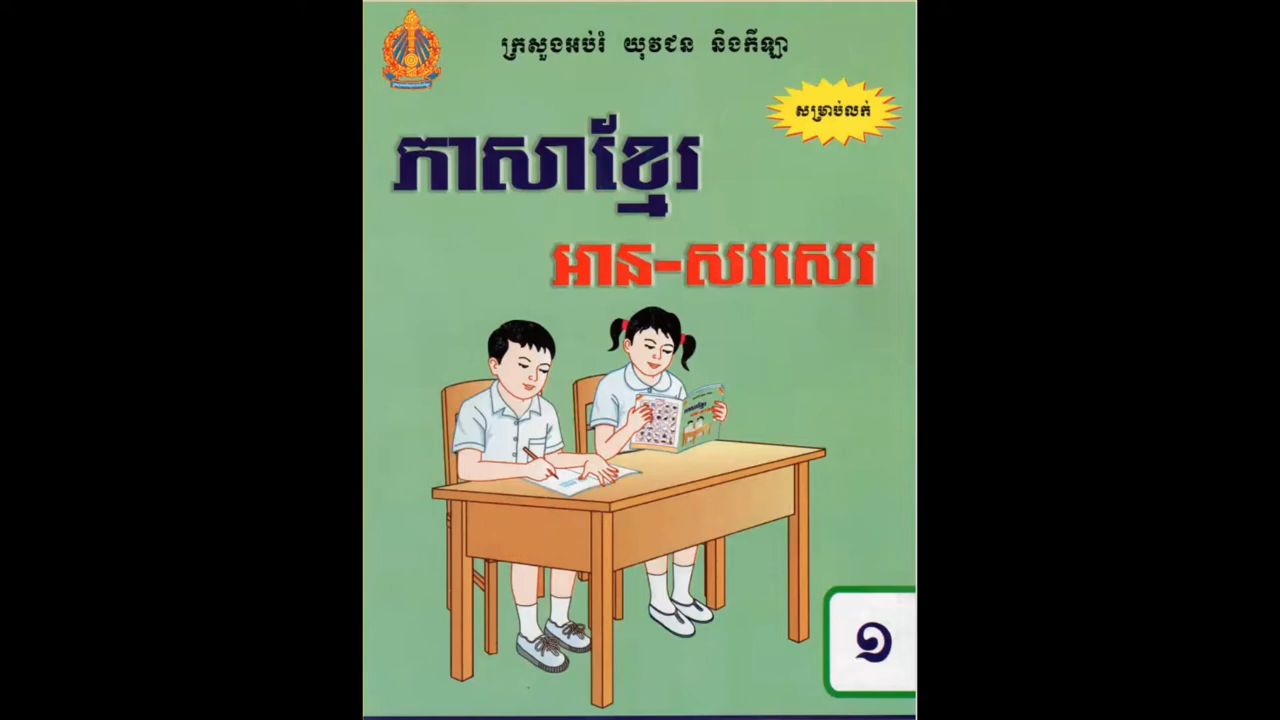 ក្រសួងអប់រំ យុវជន និងកីឡា
សម្រាប់លក់
ភាសាខ្មែរ
អាន-សរសេរ
១